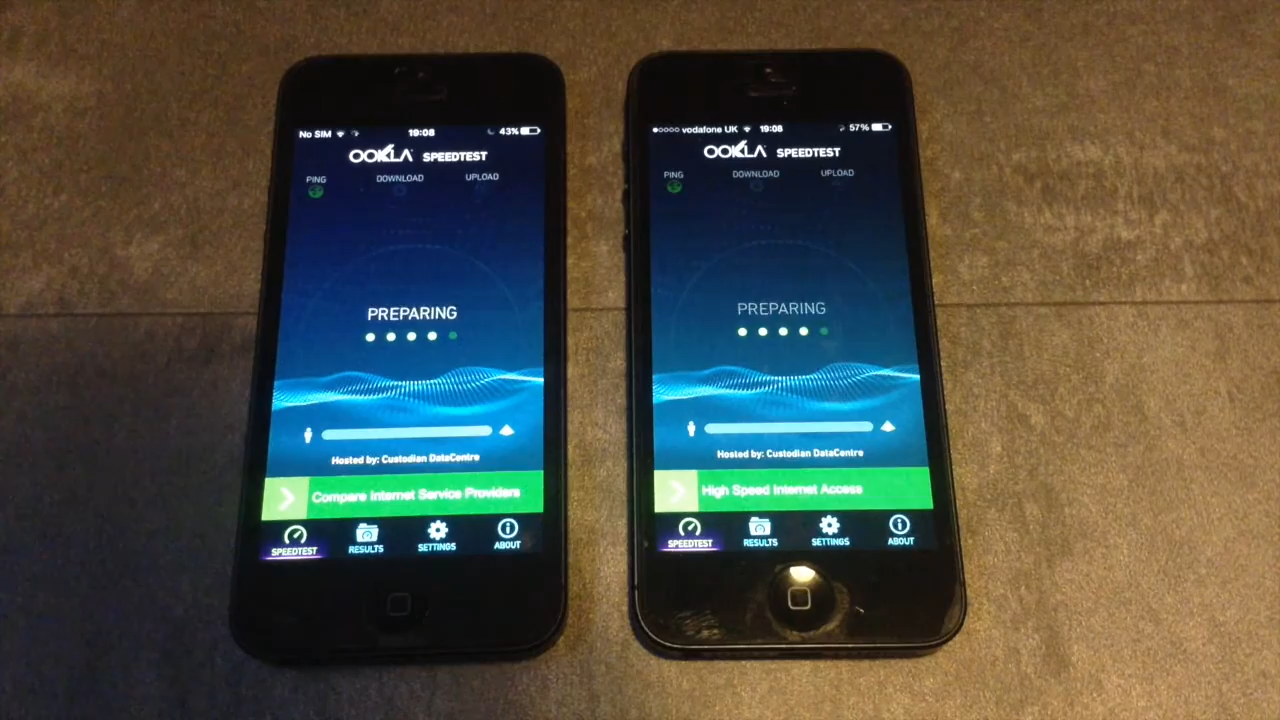 No SIM 19:08 43%
OOKLA SPEEDTEST
PING DOWNLOAD UPLOAD
PREPARING
Hosted by: Custodian DataCentre
Compare Internet Service Providers
SPEEDTEST RESULTS SETTINGS ABOUT
vodafone UK 19:08 57%
OOKLA SPEEDTEST
PING DOWNLOAD UPLOAD
PREPARING
Hosted by: Custodian DataCentre
High Speed Internet Access
SPEEDTEST RESULTS SETTINGS ABOUT